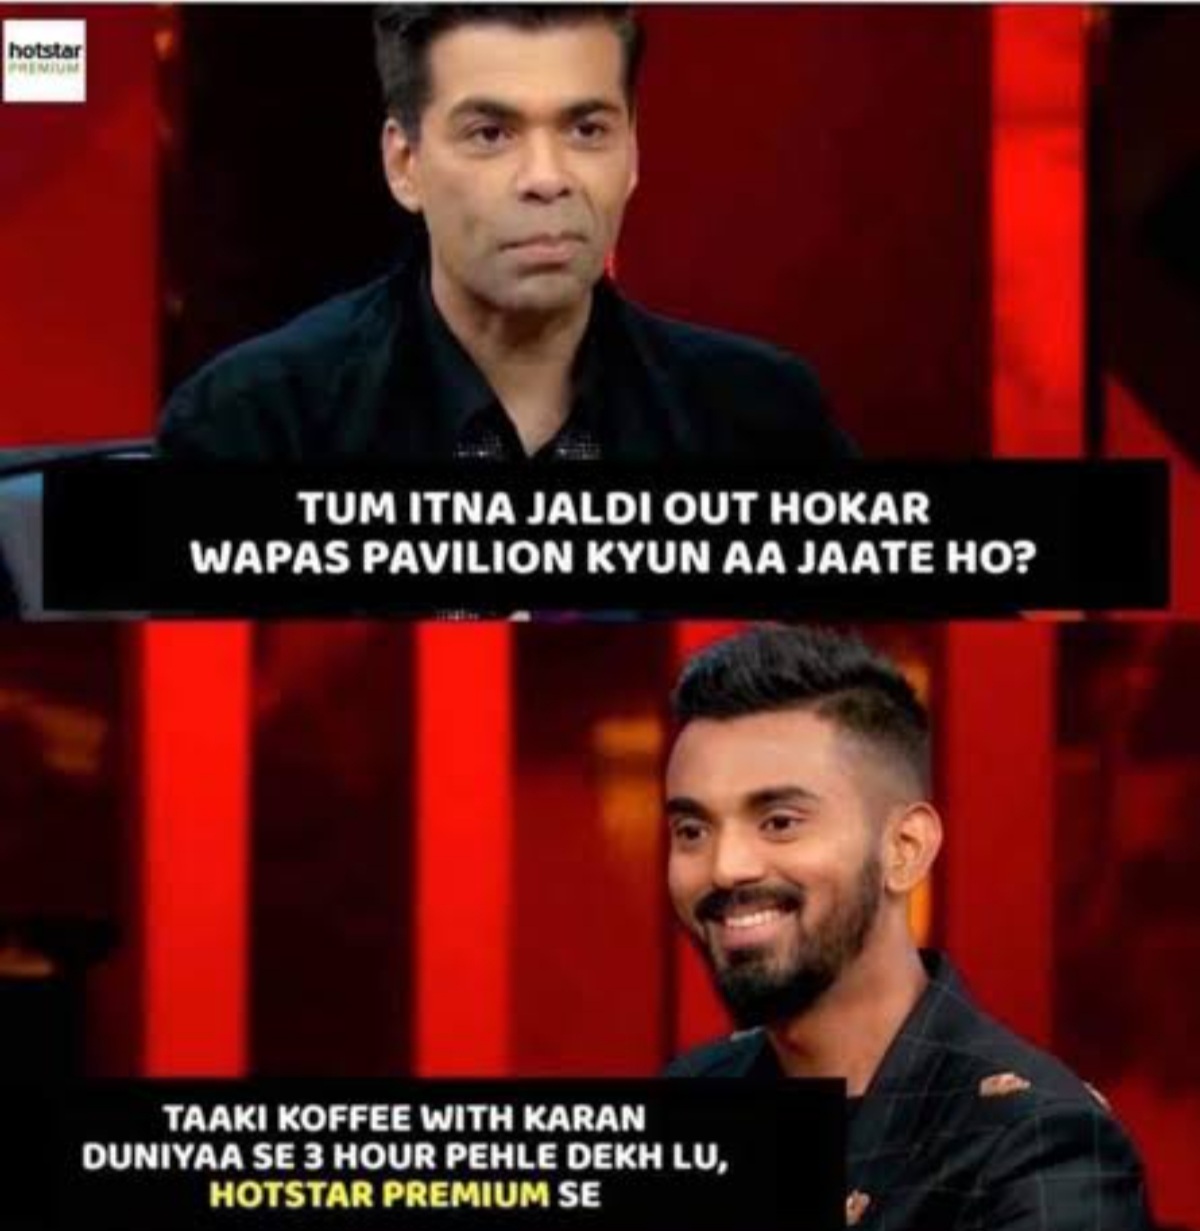 hotstar
PREMIUM
TUM ITNA JALDI OUT HOKAR
WAPAS PAVILION KYUN AA JAATE HO?
TAAKI KOFFEE WITH KARAN
DUNIYAA SE 3 HOUR PEHLE DEKH LU,
HOTSTAR PREMIUM SE